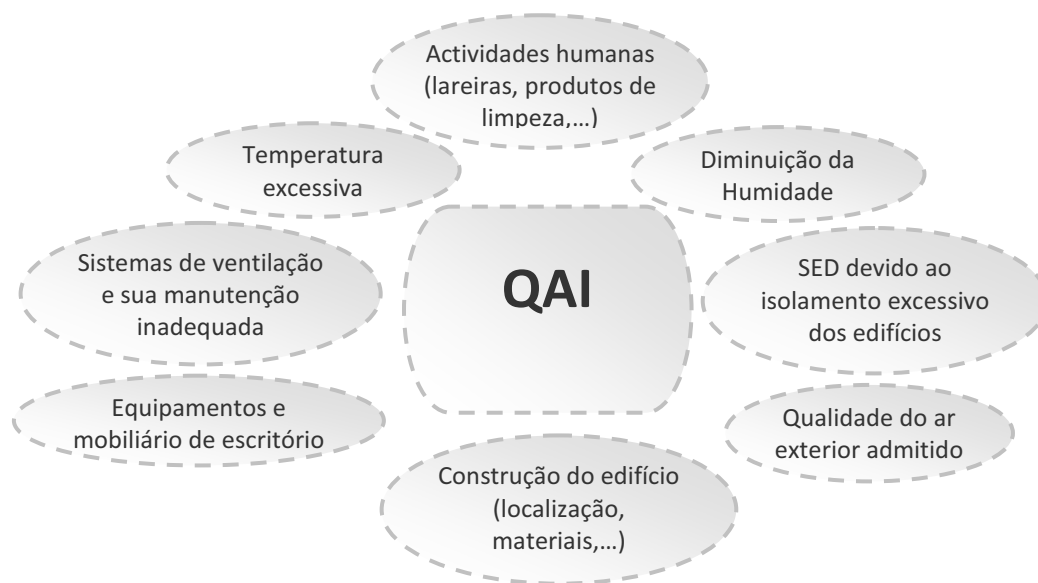 Actividades humanas
(lareiras, produtos de
limpeza,…)
Temperatura
excessiva
Diminuição da
Humidade
Sistemas de ventilação
e sua manutenção
inadequada
QAI
SED devido ao
isolamento excessivo
dos edifícios
Equipamentos e
mobiliário de escritório
Qualidade do ar
exterior admitido
Construção do edifício
(localização,
materiais,…)